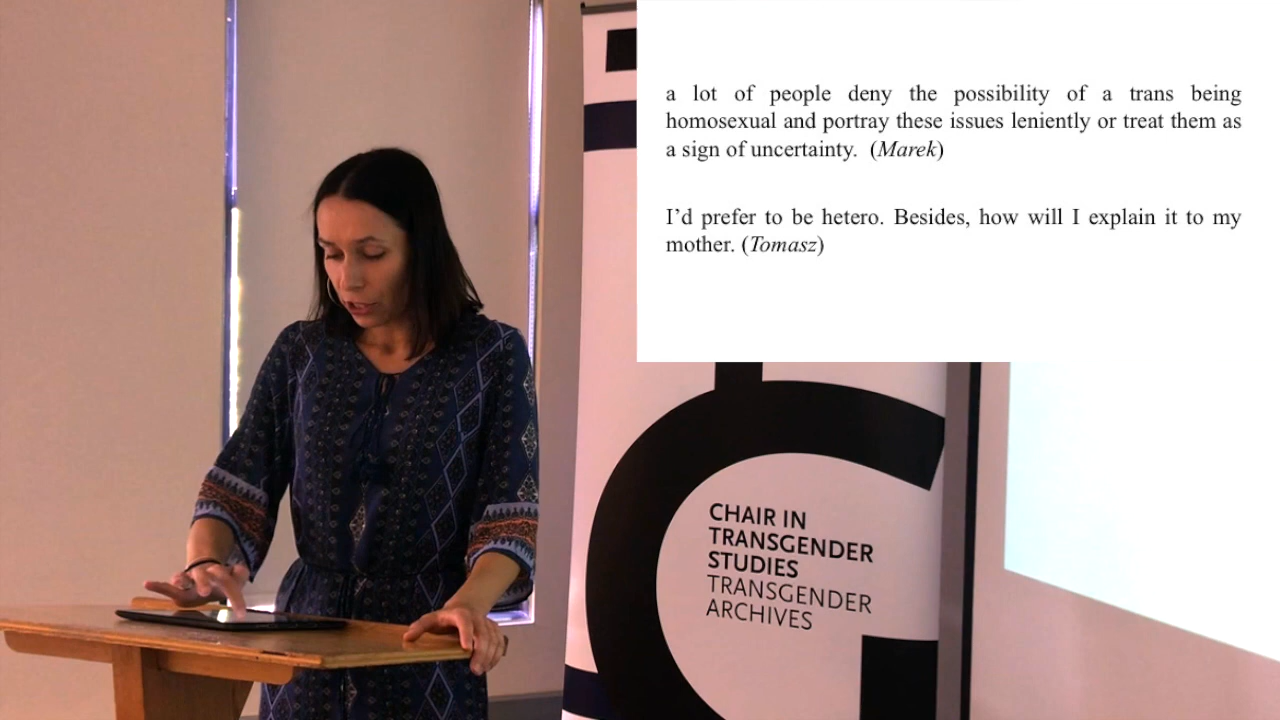 a lot of people deny the possibility of a trans being
homosexual and portray these issues leniently or treat them as
a sign of uncertainty. (Marek)
I'd prefer to be hetero. Besides, how will I explain it to my
mother. (Tomasz)
CHAIR IN
TRANSGENDER
STUDIES
TRANSGENDER
ARCHIVES